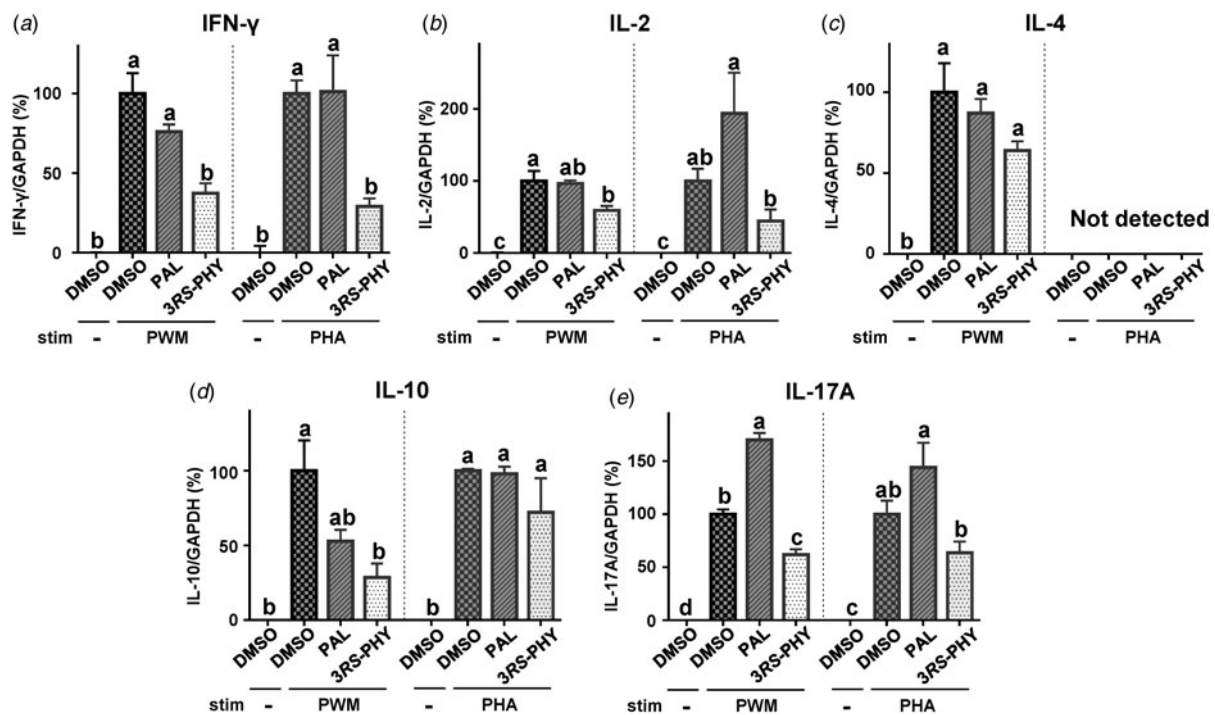 (a) IFN-γ
IFN-γ/GAPDH (%)
100
50
0
b a a b b a a b
DMSO DMSO PAL 3RS-PHY DMSO DMSO PAL 3RS-PHY
stim - PWM - PHA
(b) IL-2
IL-2/GAPDH (%)
200
100
0
c a ab b c ab a b
DMSO DMSO PAL 3RS-PHY DMSO DMSO PAL 3RS-PHY
stim - PWM - PHA
(c) IL-4
IL-4/GAPDH (%)
100
50
0
b a a a
Not detected
DMSO DMSO PAL 3RS-PHY DMSO DMSO PAL 3RS-PHY
stim - PWM - PHA
(d) IL-10
IL-10/GAPDH (%)
100
50
0
b a ab b b a a a
DMSO DMSO PAL 3RS-PHY DMSO DMSO PAL 3RS-PHY
stim - PWM - PHA
(e) IL-17A
IL-17A/GAPDH (%)
150
100
50
0
d b a c c ab a b
DMSO DMSO PAL 3RS-PHY DMSO DMSO PAL 3RS-PHY
stim - PWM - PHA